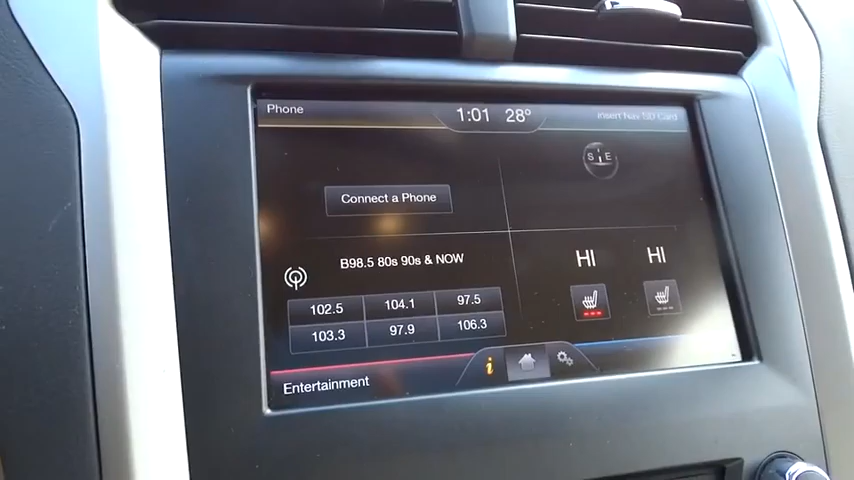 Phone
1:01 28°
Insert Nav SD Card
S E
Connect a Phone
B98.5 80s 90s & NOW
HI HI
102.5 104.1 97.5
103.3 97.9 106.3
i
Entertainment